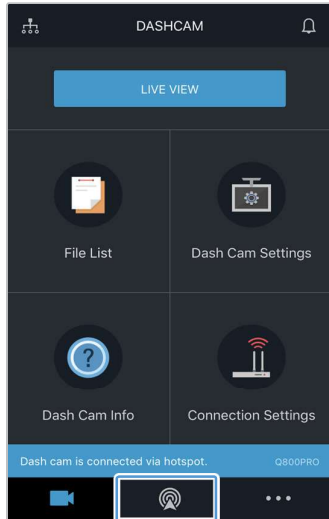 DASHCAM
LIVE VIEW
File List
Dash Cam Settings
?
Dash Cam Info
Connection Settings
Dash cam is connected via hotspot.
Q800PRO